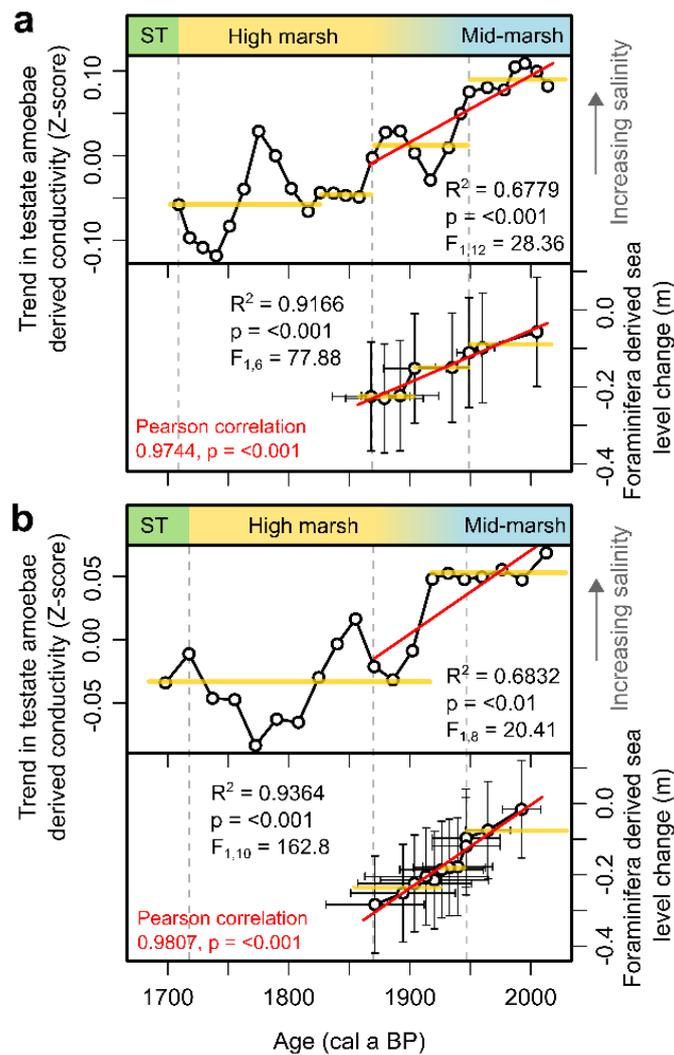 a
ST High marsh Mid-marsh
0.10
0.00
-0.10
Trend in testate amoebae
derived conductivity (Z-score)
Increasing salinity
R² = 0.6779
p = <0.001
F1,12 = 28.36
R² = 0.9166
p = <0.001
F1,6 = 77.88
Pearson correlation
0.9744, p = <0.001
0.0
-0.2
-0.4
Foraminifera derived sea
level change (m)
b
ST High marsh Mid-marsh
0.05
0.00
-0.05
Trend in testate amoebae
derived conductivity (Z-score)
Increasing salinity
R² = 0.6832
p = <0.01
F1,8 = 20.41
R² = 0.9364
p = <0.001
F1,10 = 162.8
Pearson correlation
0.9807, p = <0.001
0.0
-0.2
-0.4
Foraminifera derived sea
level change (m)
1700 1800 1900 2000
Age (cal a BP)